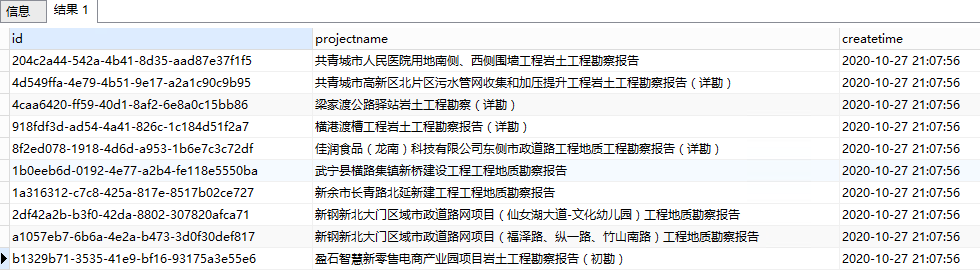 信息 结果 1
id projectname createtime
204c2a44-542a-4b41-8d35-aad87e37f1f5 共青城市人民医院用地南侧、西侧围墙工程岩土工程勘察报告 2020-10-27 21:07:56
4d549ffa-4e79-4b51-9e17-a2a1c90c9b95 共青城市高新区北片区污水管网收集和加压提升工程岩土工程勘察报告（详勘） 2020-10-27 21:07:56
4caa6420-ff59-40d1-8af2-6e8a0c15bb86 梁家渡公路驿站岩土工程勘察（详勘） 2020-10-27 21:07:56
918fdf3d-ad54-4a41-826c-1c184d51f2a7 横港渡槽工程岩土工程勘察报告（详勘） 2020-10-27 21:07:56
8f2ed078-1918-4d6d-a953-1b6e7c3c72df 佳润食品（龙南）科技有限公司东侧市政道路工程地质工程勘察报告（详勘） 2020-10-27 21:07:56
1b0eeb6d-0192-4e77-a2b4-fe118e5550ba 武宁县横路集镇新桥建设工程工程地质勘察报告 2020-10-27 21:07:56
1a316312-c7c8-425a-817e-8517b02ce727 新余市长青路北延新建工程工程地质勘察报告 2020-10-27 21:07:56
2df42a2b-b3f0-42da-8802-307820afca71 新钢新北大门区域市政道路网项目（仙女湖大道-文化幼儿园）工程地质勘察报告 2020-10-27 21:07:56
a1057eb7-6b6a-4e2a-b473-3d0f30def817 新钢新北大门区域市政道路网项目（福泽路、纵一路、竹山南路）工程地质勘察报告 2020-10-27 21:07:56
b1329b71-3535-41e9-bf16-93175a3e55e6 盈石智慧新零售电商产业园项目岩土工程勘察报告（初勘） 2020-10-27 21:07:56